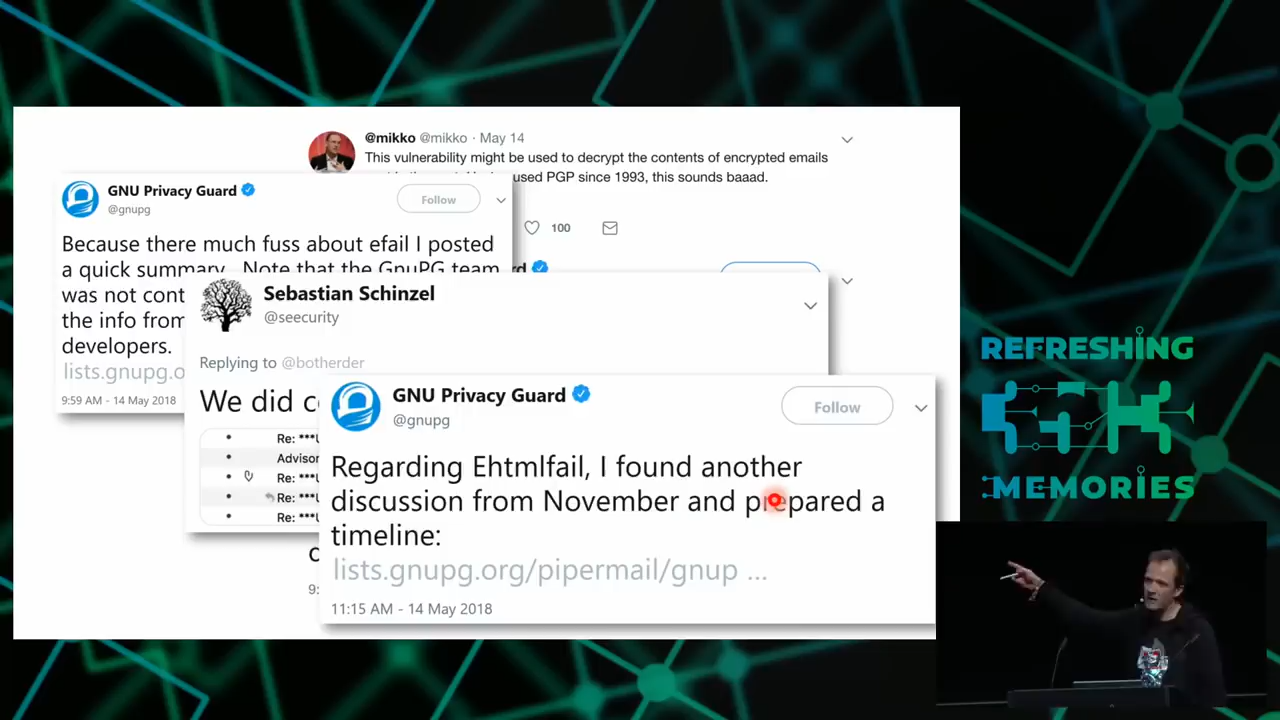 @mikko @mikko · May 14
This vulnerability might be used to decrypt the contents of encrypted emails
used PGP since 1993, this sounds baaad.
100
GNU Privacy Guard
@gnupg
Follow
Because there much fuss about efail I posted
a quick summary. Note that the GnuPG team
was not cont
the info from
developers.
lists.gnupg.o
9:59 AM - 14 May 2018
Sebastian Schinzel
@seecurity
Replying to @botherder
We did c
Re: ***
Advisor
Re: ***
Re: ***
Re: ***
GNU Privacy Guard
@gnupg
Follow
Regarding Ehtmlfail, I found another
discussion from November and prepared a
timeline:
lists.gnupg.org/pipermail/gnup ...
11:15 AM - 14 May 2018
REFRESHING
35C3
MEMORIES